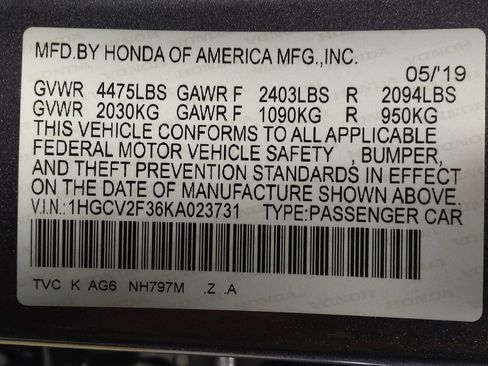 MFD.BY HONDA OF AMERICA MFG.,INC.
05/'19
GVWR 4475LBS GAWR F 2403LBS R 2094LBS
GVWR 2030KG GAWR F 1090KG R 950KG
THIS VEHICLE CONFORMS TO ALL APPLICABLE
FEDERAL MOTOR VEHICLE SAFETY , BUMPER,
AND THEFT PREVENTION STANDARDS IN EFFECT
ON THE DATE OF MANUFACTURE SHOWN ABOVE.
V.I.N.:1HGCV2F36KA023731 TYPE:PASSENGER CAR
TVC K AG6 NH797M .Z .A